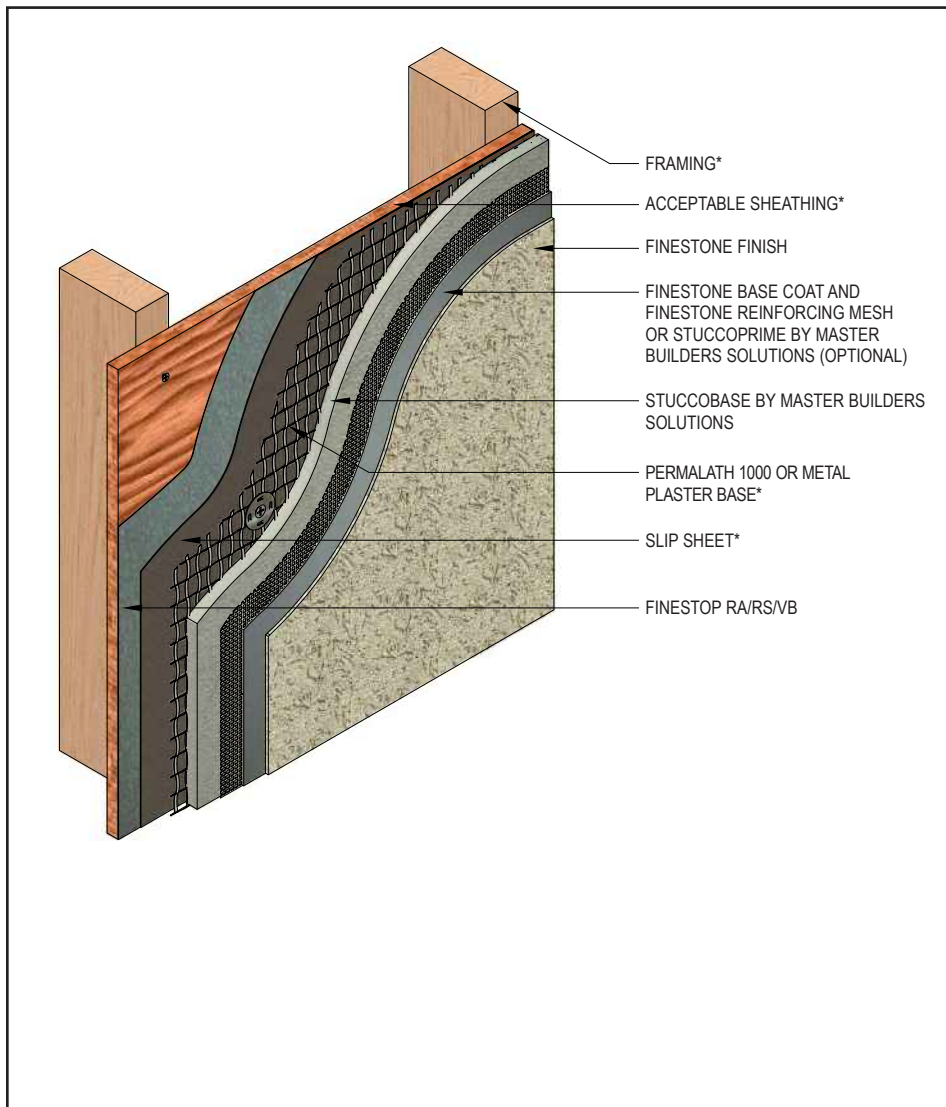 FRAMING*
ACCEPTABLE SHEATHING*
FINESTONE FINISH
FINESTONE BASE COAT AND
FINESTONE REINFORCING MESH
OR STUCCOPRIME BY MASTER
BUILDERS SOLUTIONS (OPTIONAL)
STUCCOBASE BY MASTER BUILDERS
SOLUTIONS
PERMALATH 1000 OR METAL
PLASTER BASE*
SLIP SHEET*
FINESTOP RA/RS/VB